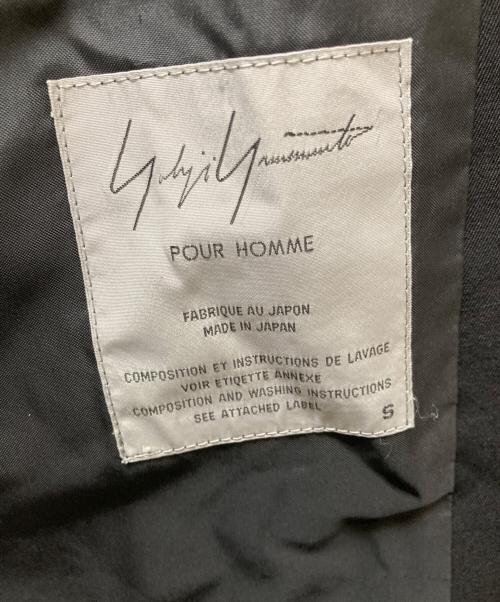 Yohji Yamamoto
POUR HOMME
FABRIQUE AU JAPON
MADE IN JAPAN
COMPOSITION ET INSTRUCTIONS DE LAVAGE
VOIR ETIQETTE ANNEXE
COMPOSITION AND WASHING INSTRUCTIONS
SEE ATTACHED LABEL
S